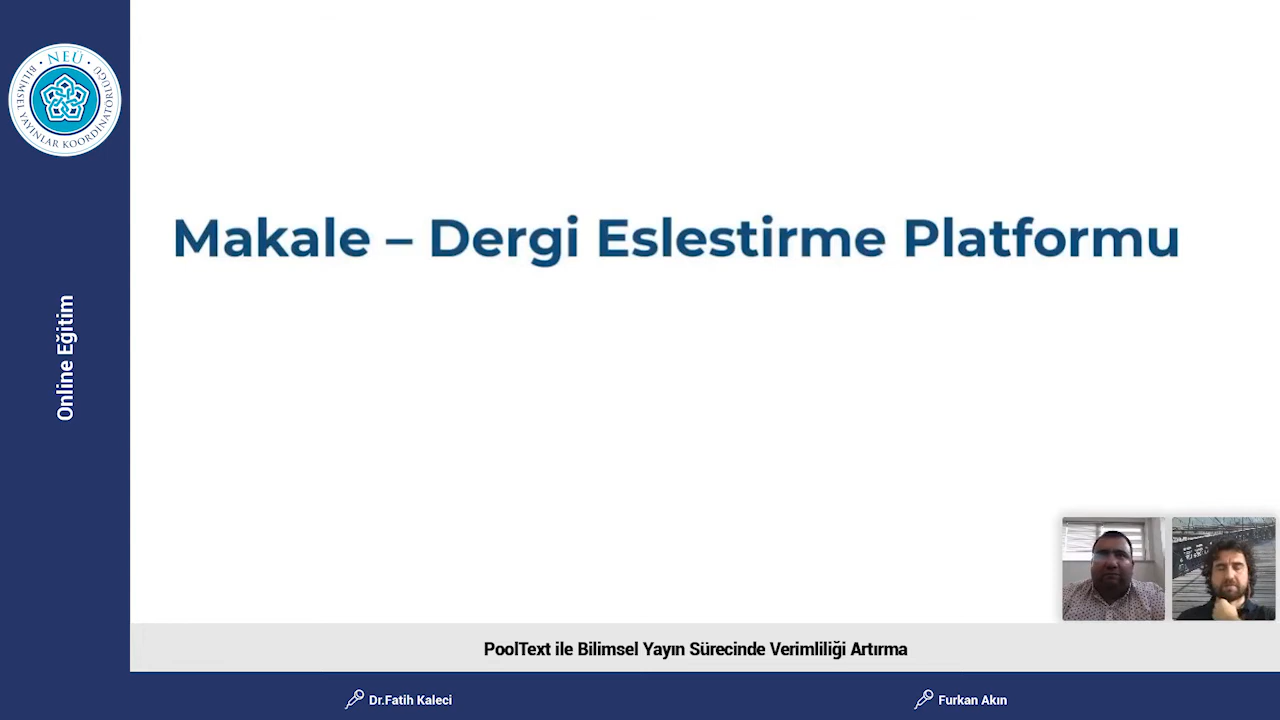 NEÜ
BİLİMSEL YAYINLAR KOORDİNATÖRLÜĞÜ
Makale – Dergi Eslestirme Platformu
Online Eğitim
PoolText ile Bilimsel Yayın Sürecinde Verimliliği Artırma
Dr.Fatih Kaleci
Furkan Akın